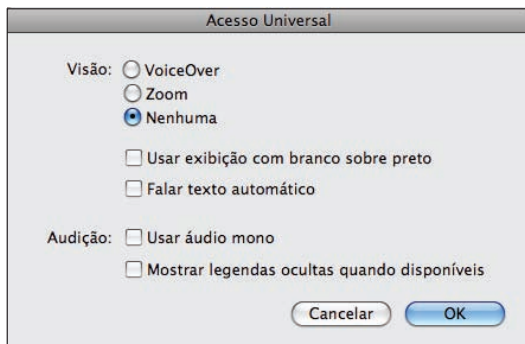 Acesso Universal
Visão: VoiceOver
Zoom
Nenhuma
Usar exibição com branco sobre preto
Falar texto automático
Audição: Usar áudio mono
Mostrar legendas ocultas quando disponíveis
Cancelar OK